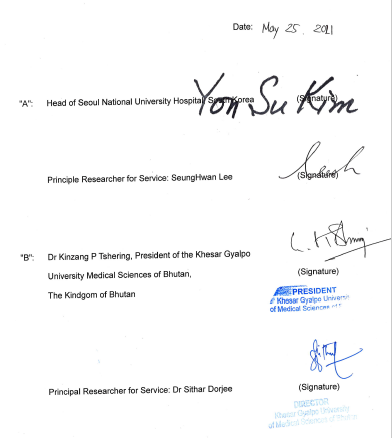 Date: May 25, 2021
"A": Head of Seoul National University Hospital, South Korea (Signature)
Yon Su Kim
Principle Researcher for Service: SeungHwan Lee (Signature)
"B": Dr Kinzang P Tshering, President of the Khesar Gyalpo
University Medical Sciences of Bhutan, (Signature)
The Kindgom of Bhutan
PRESIDENT
Khesar Gyalpo University
of Medical Sciences of
Principal Researcher for Service: Dr Sithar Dorjee (Signature)
DIRECTOR
Khesar Gyalpo University
of Medical Sciences of Bhutan